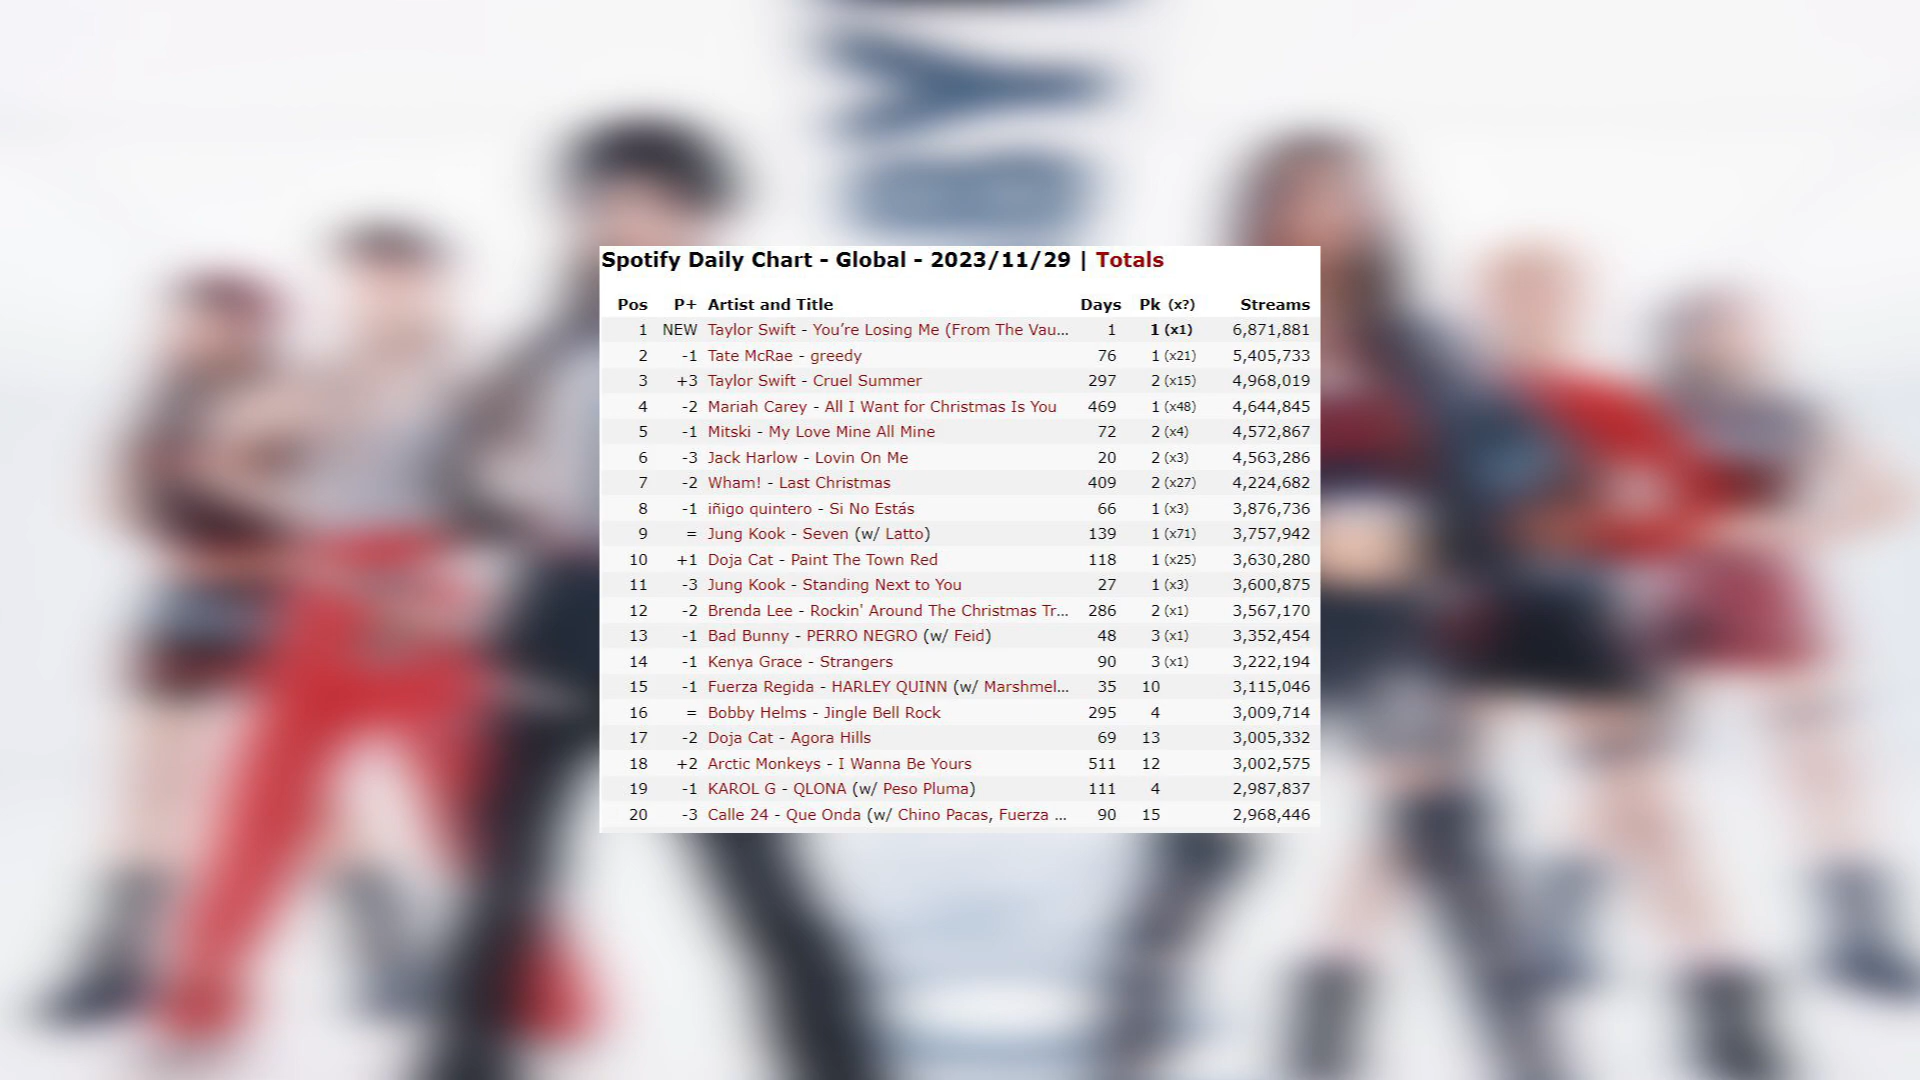 Spotify Daily Chart - Global - 2023/11/29 | Totals
Pos P+ Artist and Title Days Pk (x?) Streams
1 NEW Taylor Swift - You’re Losing Me (From The Vau... 1 1 (x1) 6,871,881
2 -1 Tate McRae - greedy 76 1 (x21) 5,405,733
3 +3 Taylor Swift - Cruel Summer 297 2 (x15) 4,968,019
4 -2 Mariah Carey - All I Want for Christmas Is You 469 1 (x48) 4,644,845
5 -1 Mitski - My Love Mine All Mine 72 2 (x4) 4,572,867
6 -3 Jack Harlow - Lovin On Me 20 2 (x3) 4,563,286
7 -2 Wham! - Last Christmas 409 2 (x27) 4,224,682
8 -1 iñigo quintero - Si No Estás 66 1 (x3) 3,876,736
9 = Jung Kook - Seven (w/ Latto) 139 1 (x71) 3,757,942
10 +1 Doja Cat - Paint The Town Red 118 1 (x25) 3,630,280
11 -3 Jung Kook - Standing Next to You 27 1 (x3) 3,600,875
12 -2 Brenda Lee - Rockin' Around The Christmas Tr... 286 2 (x1) 3,567,170
13 -1 Bad Bunny - PERRO NEGRO (w/ Feid) 48 3 (x1) 3,352,454
14 -1 Kenya Grace - Strangers 90 3 (x1) 3,222,194
15 -1 Fuerza Regida - HARLEY QUINN (w/ Marshmel... 35 10 3,115,046
16 = Bobby Helms - Jingle Bell Rock 295 4 3,009,714
17 -2 Doja Cat - Agora Hills 69 13 3,005,332
18 +2 Arctic Monkeys - I Wanna Be Yours 511 12 3,002,575
19 -1 KAROL G - QLONA (w/ Peso Pluma) 111 4 2,987,837
20 -3 Calle 24 - Que Onda (w/ Chino Pacas, Fuerza ... 90 15 2,968,446